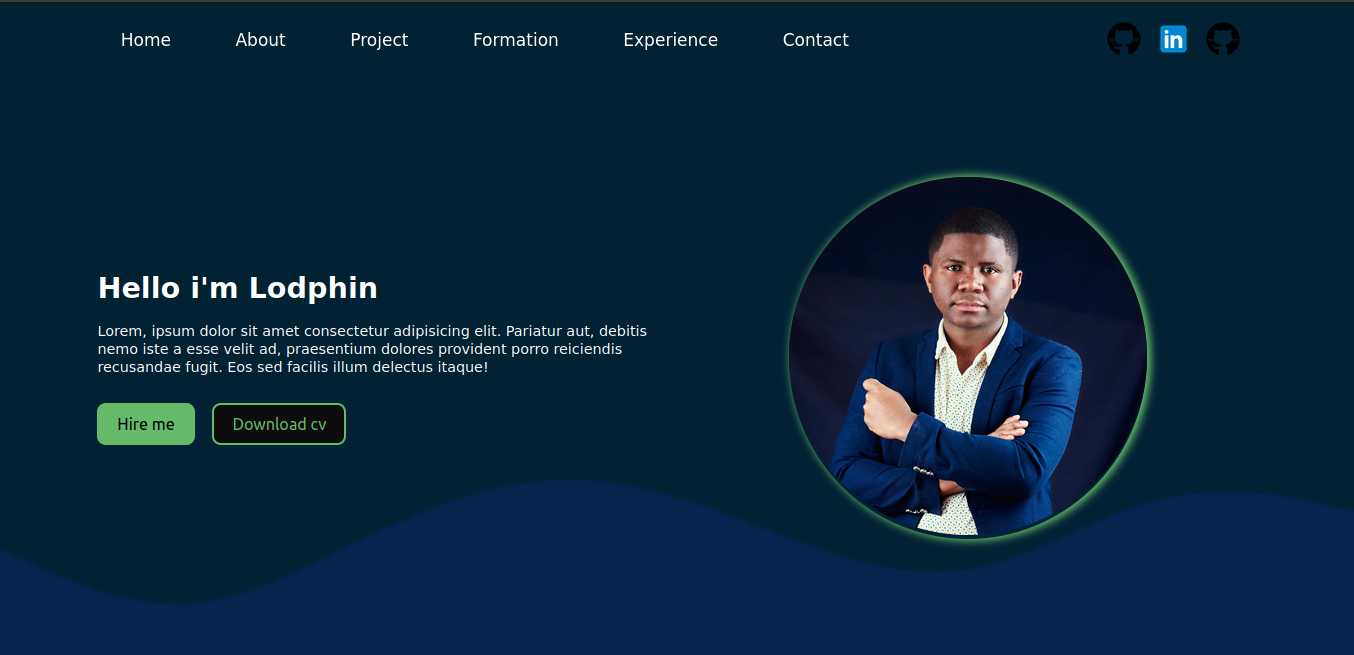 Home About Project Formation Experience Contact in
Hello i'm Lodphin
Lorem, ipsum dolor sit amet consectetur adipisicing elit. Pariatur aut, debitis
nemo iste a esse velit ad, praesentium dolores provident porro reiciendis
recusandae fugit. Eos sed facilis illum delectus itaque!
Hire me Download cv